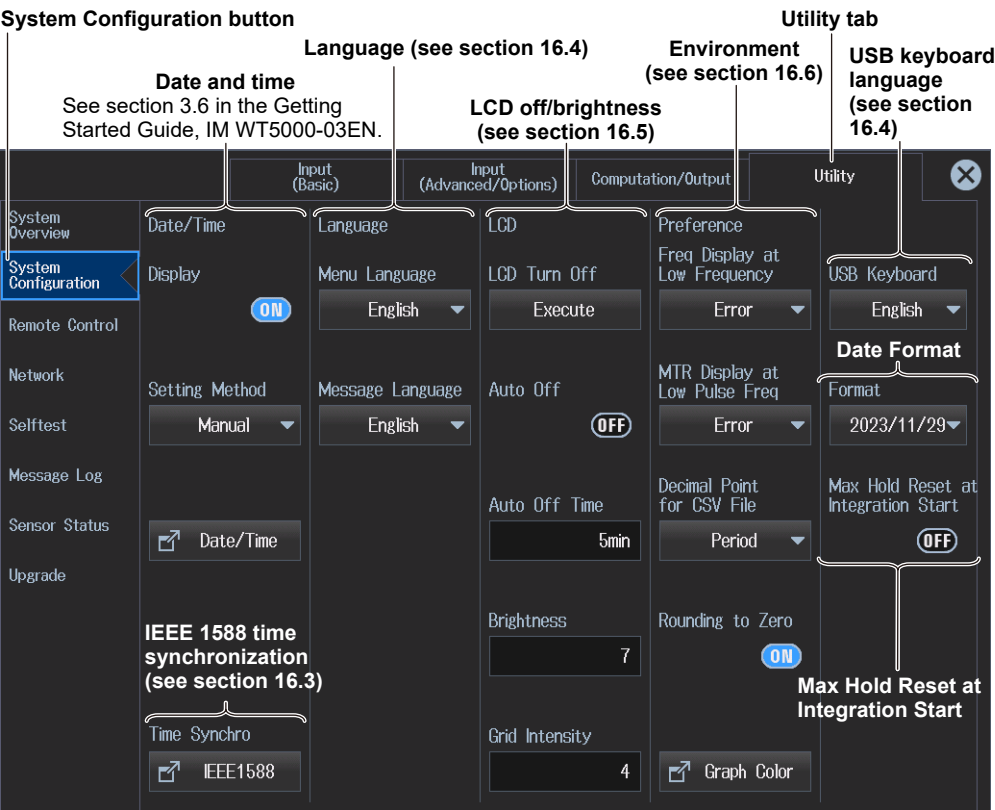 System Configuration button
Utility tab
Language (see section 16.4)
Environment
(see section 16.6)
USB keyboard
language
(see section
16.4)
Date and time
See section 3.6 in the Getting
Started Guide, IM WT5000-03EN.
LCD off/brightness
(see section 16.5)
Input
(Basic)
Input
(Advanced/Options)
Computation/Output
Utility
System
Overview
System
Configuration
Remote Control
Network
Selftest
Message Log
Sensor Status
Upgrade
Date/Time
Display
ON
Setting Method
Manual
Date/Time
IEEE 1588 time
synchronization
(see section 16.3)
Time Synchro
IEEE1588
Language
Menu Language
English
Message Language
English
LCD
LCD Turn Off
Execute
Auto Off
OFF
Auto Off Time
5min
Brightness
7
Grid Intensity
4
Preference
Freq Display at
Low Frequency
Error
MTR Display at
Low Pulse Freq
Error
Decimal Point
for CSV File
Period
Rounding to Zero
ON
Graph Color
USB Keyboard
English
Date Format
Format
2023/11/29
Max Hold Reset at
Integration Start
OFF
Max Hold Reset at
Integration Start